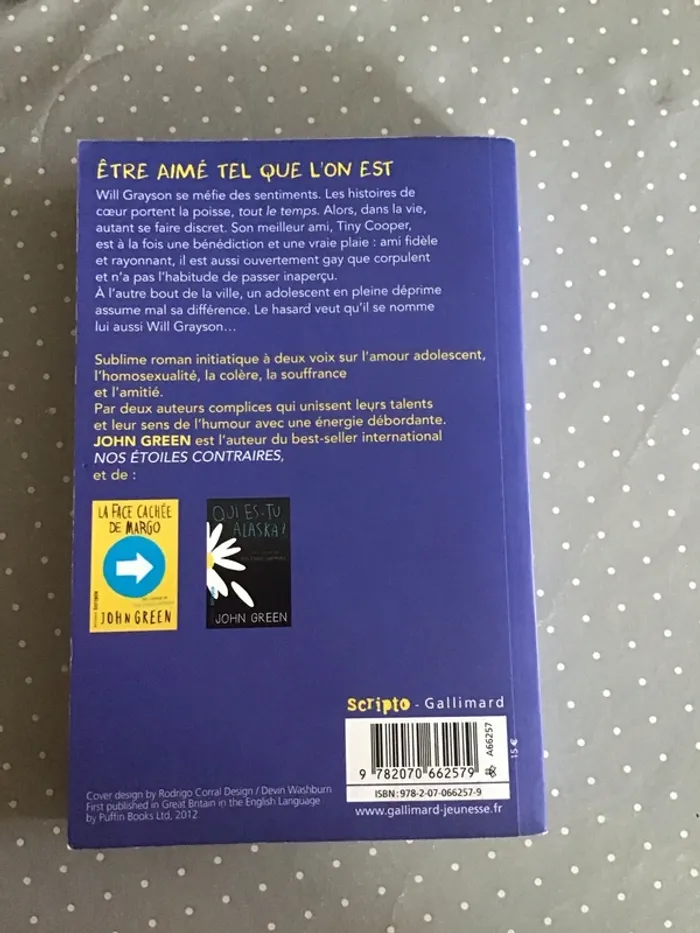 ÊTRE AIMÉ TEL QUE L'ON EST
Will Grayson se méfie des sentiments. Les histoires de
cœur portent la poisse, tout le temps. Alors, dans la vie,
autant se faire discret. Son meilleur ami, Tiny Cooper,
est à la fois une bénédiction et une vraie plaie : ami fidèle
et rayonnant, il est aussi ouvertement gay que corpulent
et n'a pas l'habitude de passer inaperçu.
À l'autre bout de la ville, un adolescent en pleine déprime
assume mal sa différence. Le hasard veut qu'il se nomme
lui aussi Will Grayson…
Sublime roman initiatique à deux voix sur l'amour adolescent,
l'homosexualité, la colère, la souffrance
et l'amitié.
Par deux auteurs complices qui unissent leurs talents
et leur sens de l'humour avec une énergie débordante.
JOHN GREEN est l'auteur du best-seller international
NOS ÉTOILES CONTRAIRES,
et de :
LA FACE CACHÉE
DE MARGO
JOHN GREEN
QUI ES-TU
ALASKA?
JOHN GREEN
scripto - Gallimard
9 782070 662579
A66257
15 €
ISBN : 978-2-07-066257-9
www.gallimard-jeunesse.fr
Cover design by Rodrigo Corral Design / Devin Washburn
First published in Great Britain in the English Language
by Puffin Books Ltd, 2012